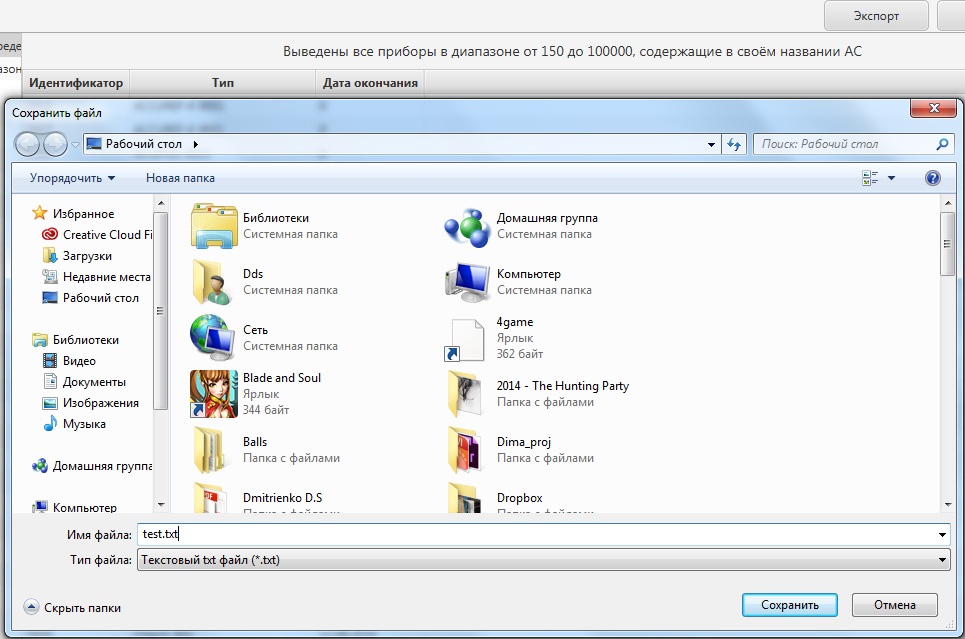 Экспорт
Выведены все приборы в диапазоне от 150 до 100000, содержащие в своём названии АС
Идентификатор Тип Дата окончания
Сохранить файл
Рабочий стол
Поиск: Рабочий стол
Упорядочить Новая папка
Избранное
Creative Cloud Fi
Загрузки
Недавние места
Рабочий стол
Библиотеки
Видео
Документы
Изображения
Музыка
Домашняя группа
Компьютер
Библиотеки
Системная папка
Домашняя группа
Системная папка
Dds
Системная папка
Компьютер
Системная папка
Сеть
Системная папка
4game
Ярлык
362 байт
Blade and Soul
Ярлык
344 байт
2014 - The Hunting Party
Папка с файлами
Balls
Папка с файлами
Dima_proj
Папка с файлами
Dmitrienko D.S
Папка с файлами
Dropbox
Папка с файлами
Имя файла: test.txt
Тип файла: Текстовый txt файл (*.txt)
Скрыть папки
Сохранить Отмена